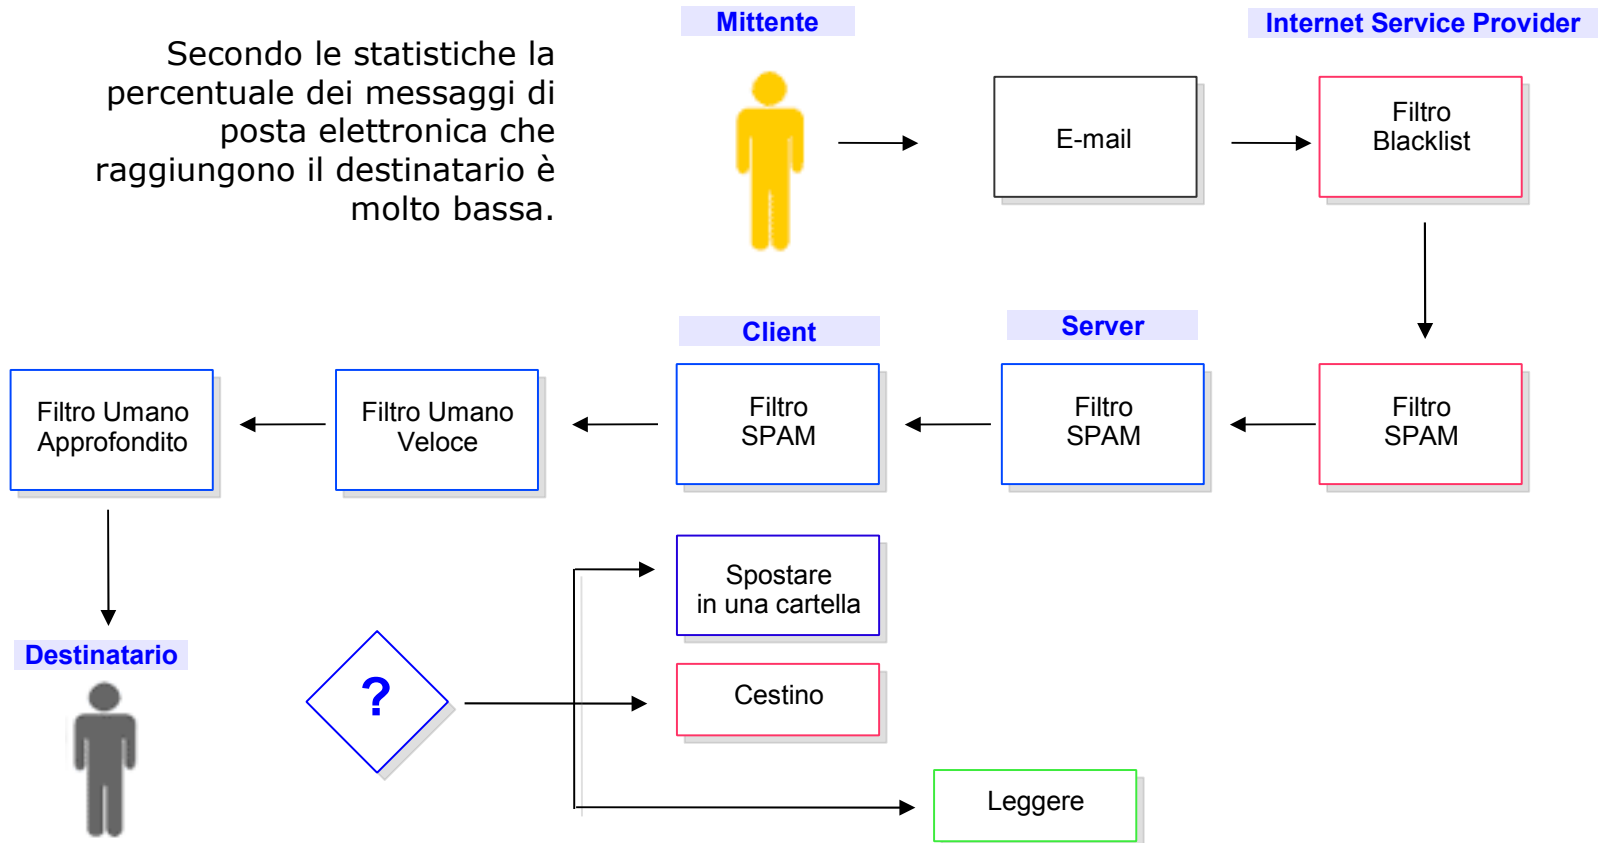 Mittente
Internet Service Provider
Secondo le statistiche la
percentuale dei messaggi di
posta elettronica che
raggiungono il destinatario è
molto bassa.
E-mail
Filtro
Blacklist
Client
Server
Filtro Umano
Approfondito
Filtro Umano
Veloce
Filtro
SPAM
Filtro
SPAM
Filtro
SPAM
Destinatario
?
Spostare
in una cartella
Cestino
Leggere